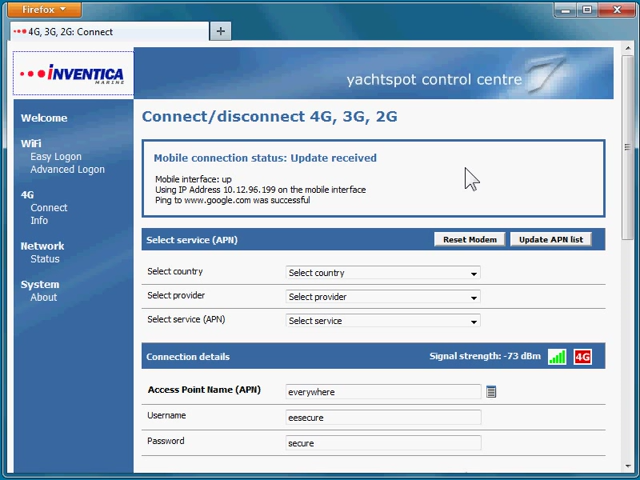 Firefox
4G, 3G, 2G: Connect
INVENTICA
MARINE
yachtspot control centre
Welcome
WiFi
Easy Logon
Advanced Logon
4G
Connect
Info
Network
Status
System
About
Connect/disconnect 4G, 3G, 2G
Mobile connection status: Update received
Mobile interface: up
Using IP Address 10.12.96.199 on the mobile interface
Ping to www.google.com was successful
Select service (APN)
Reset Modem
Update APN list
Select country
Select country
Select provider
Select provider
Select service (APN)
Select service
Connection details
Signal strength: -73 dBm
4G
Access Point Name (APN)
everywhere
Username
eesecure
Password
secure